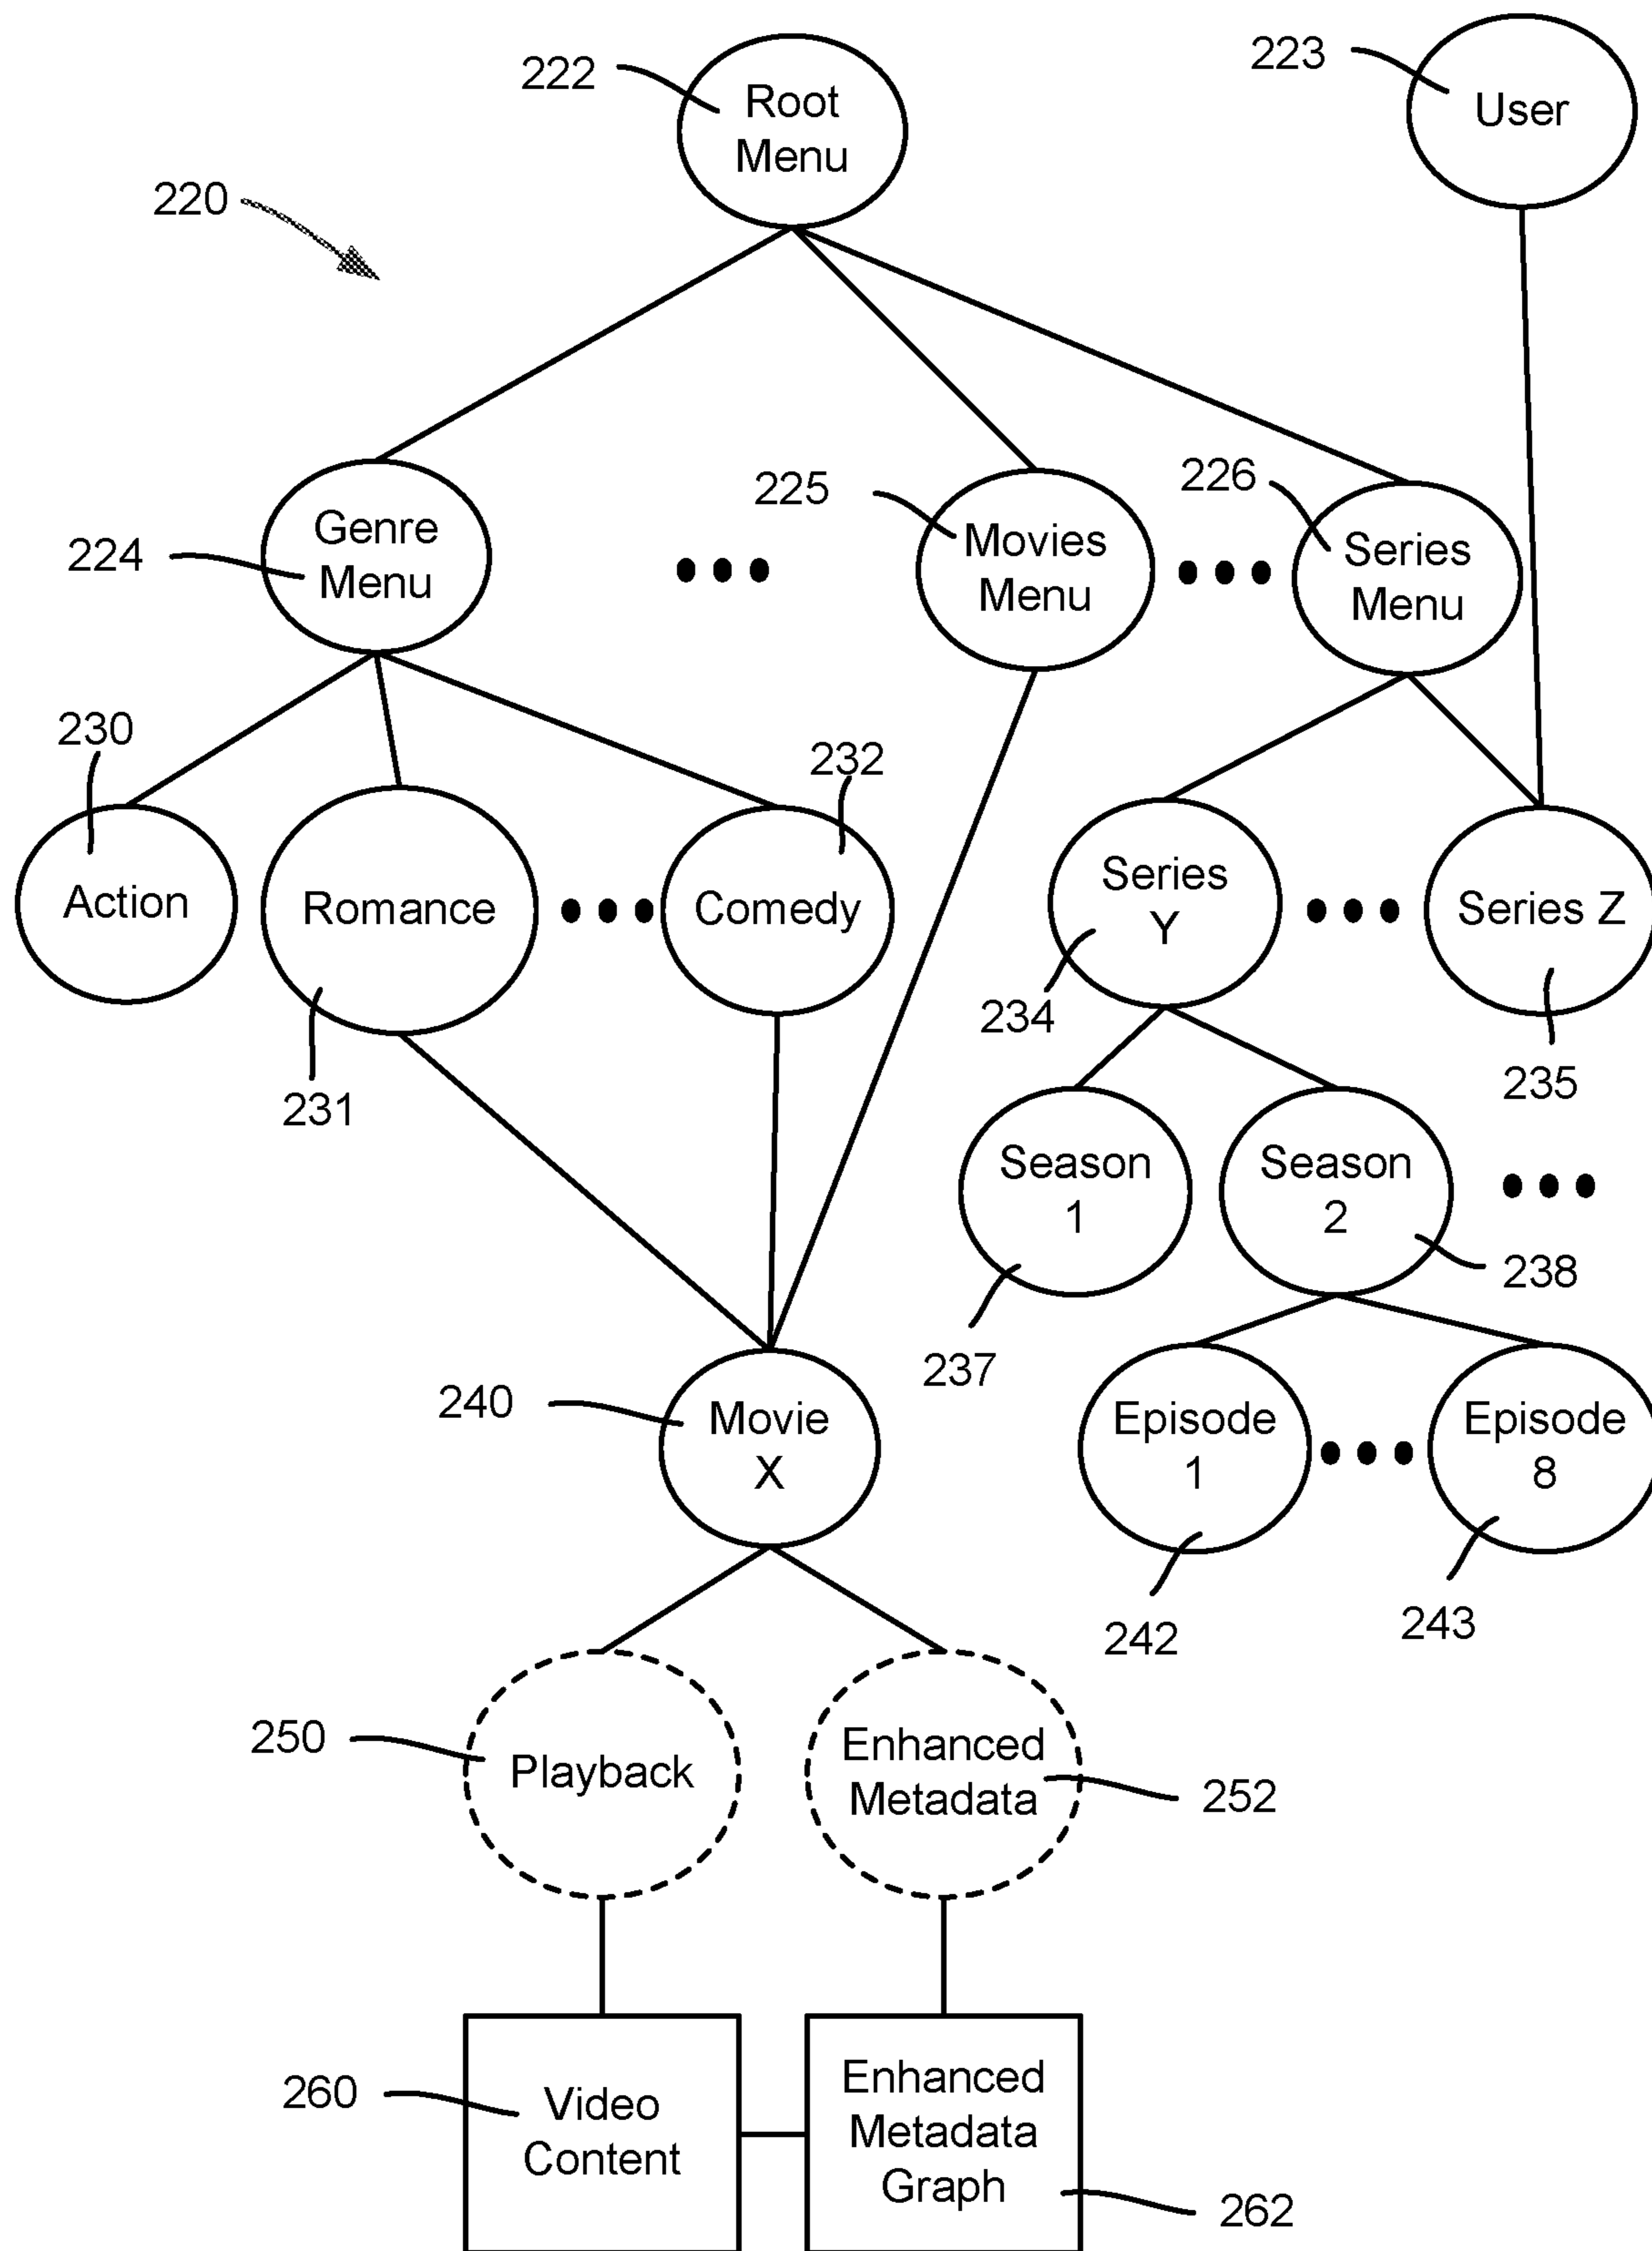 222
Root
Menu
223
User
220
224
Genre
Menu
225
Movies
Menu
226
Series
Menu
230
Action
Romance
231
232
Comedy
Series
Y
234
Series Z
235
Season
1
237
Season
2
238
240
Movie
X
Episode
1
242
Episode
8
243
250
Playback
Enhanced
Metadata
252
260
Video
Content
Enhanced
Metadata
Graph
262